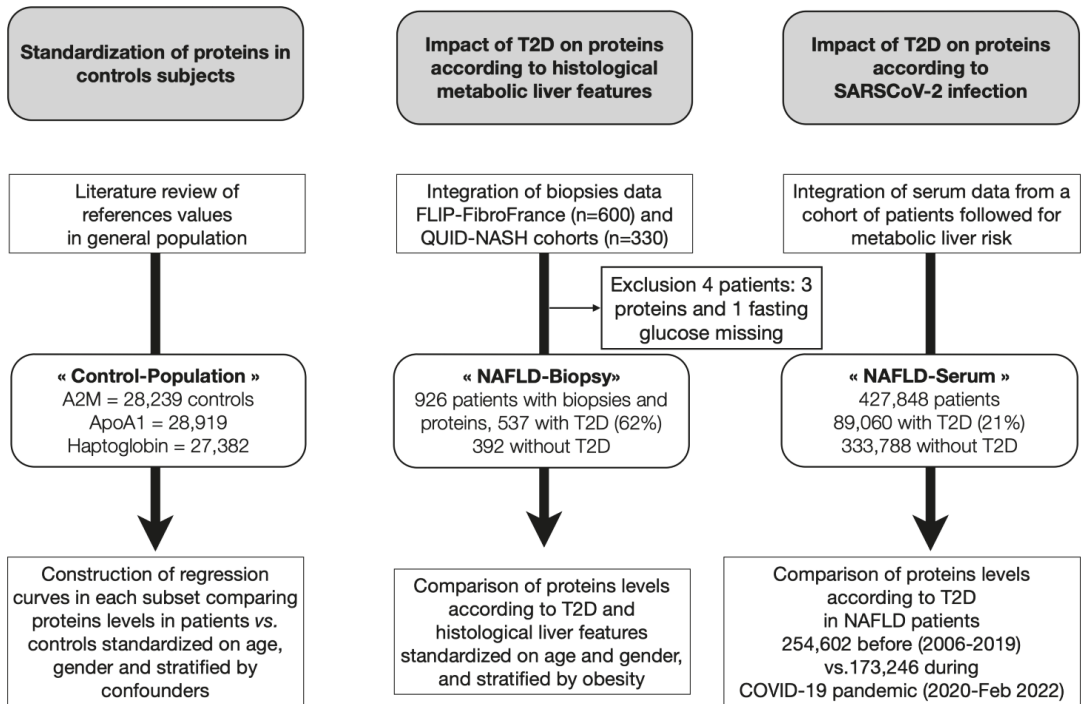 Standardization of proteins in
controls subjects
Literature review of
references values
in general population
« Control-Population »
A2M = 28,239 controls
ApoA1 = 28,919
Haptoglobin = 27,382
Construction of regression
curves in each subset comparing
proteins levels in patients vs.
controls standardized on age,
gender and stratified by
confounders
Impact of T2D on proteins
according to histological
metabolic liver features
Integration of biopsies data
FLIP-FibroFrance (n=600) and
QUID-NASH cohorts (n=330)
Exclusion 4 patients: 3
proteins and 1 fasting
glucose missing
« NAFLD-Biopsy»
926 patients with biopsies and
proteins, 537 with T2D (62%)
392 without T2D
Comparison of proteins levels
according to T2D and
histological liver features
standardized on age and gender,
and stratified by obesity
Impact of T2D on proteins
according to
SARSCoV-2 infection
Integration of serum data from a
cohort of patients followed for
metabolic liver risk
« NAFLD-Serum »
427,848 patients
89,060 with T2D (21%)
333,788 without T2D
Comparison of proteins levels
according to T2D
in NAFLD patients
254,602 before (2006-2019)
vs.173,246 during
COVID-19 pandemic (2020-Feb 2022)